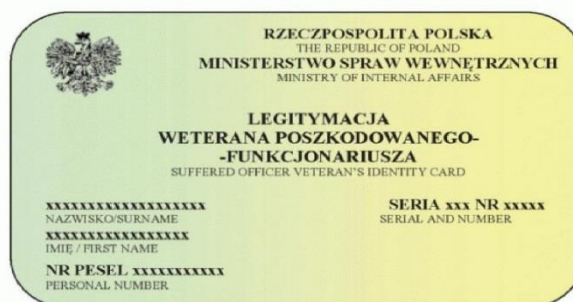 RZECZPOSPOLITA POLSKA
THE REPUBLIC OF POLAND
MINISTERSTWO SPRAW WEWNĘTRZNYCH
MINISTRY OF INTERNAL AFFAIRS
LEGITYMACJA
WETERANA POSZKODOWANEGO-
-FUNKCJONARIUSZA
SUFFERED OFFICER VETERAN'S IDENTITY CARD
xxxxxxxxxxxxxxxxxxx SERIA xxx NR xxxxx
NAZWISKO/SURNAME SERIAL AND NUMBER
xxxxxxxxxxxxxxxxx
IMIĘ / FIRST NAME
NR PESEL xxxxxxxxxxx
PERSONAL NUMBER